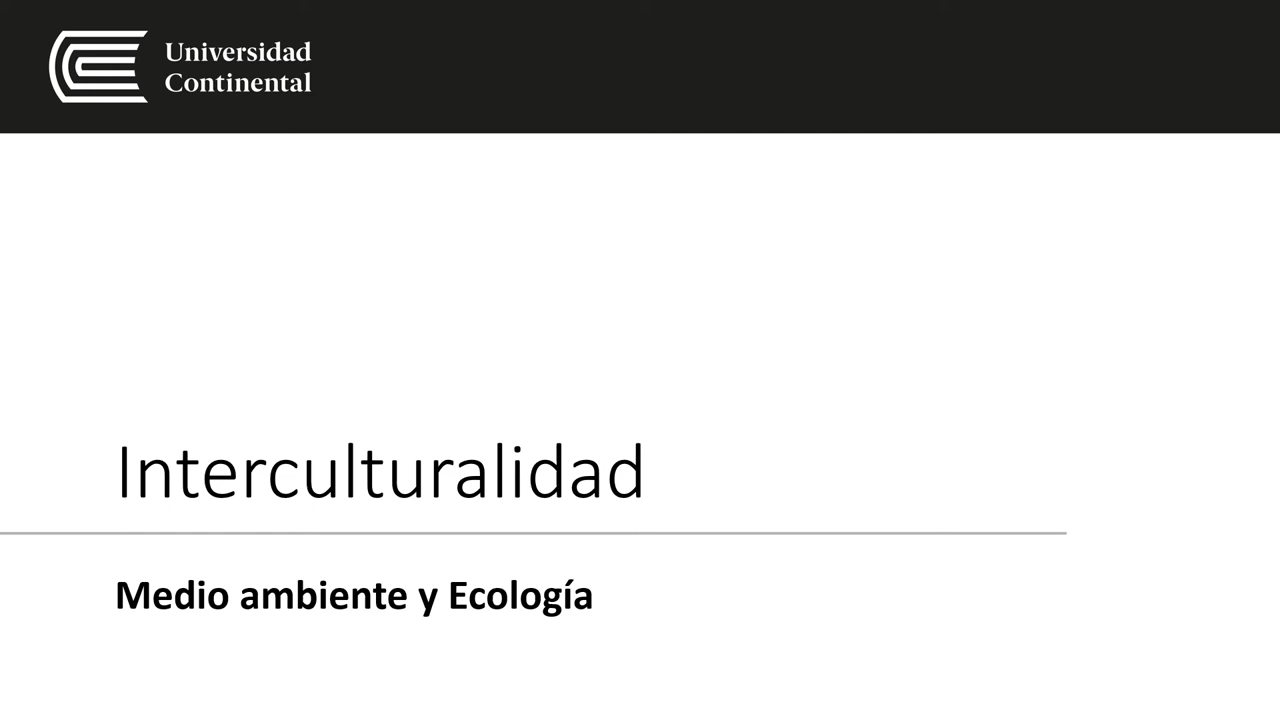 Universidad
Continental
Interculturalidad
Medio ambiente y Ecología